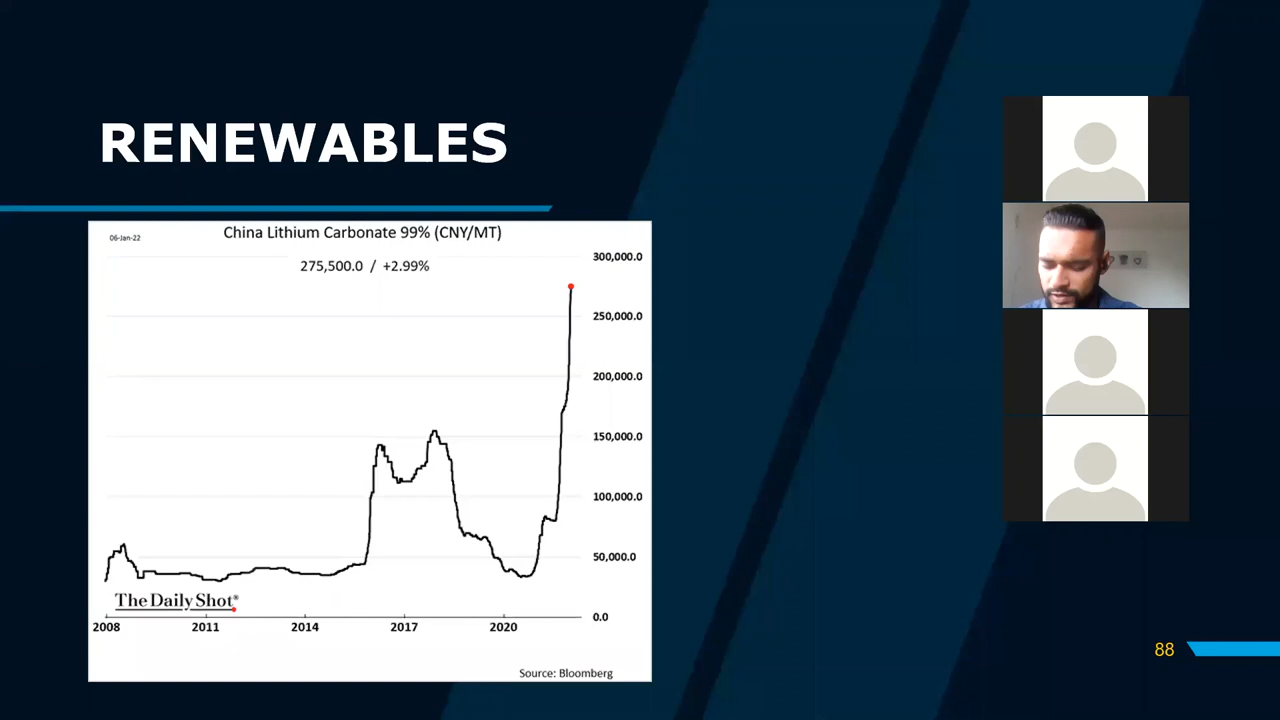 RENEWABLES
06-Jan-22
China Lithium Carbonate 99% (CNY/MT)
275,500.0 / +2.99%
300,000.0
250,000.0
200,000.0
150,000.0
100,000.0
50,000.0
0.0
The Daily Shot®
2008 2011 2014 2017 2020
Source: Bloomberg
88